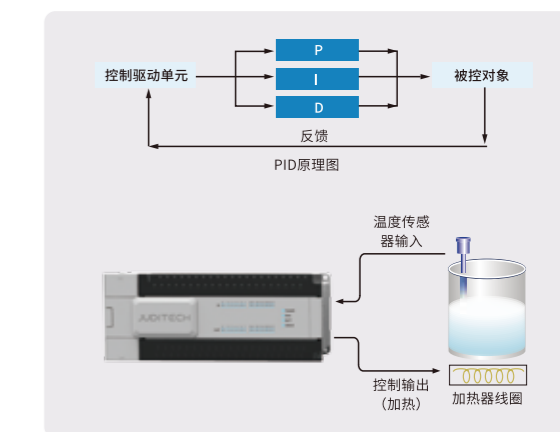 P
控制驱动单元
I
被控对象
D
反馈
PID原理图
温度传感
器输入
JUDITECH
控制输出
（加热）
加热器线圈